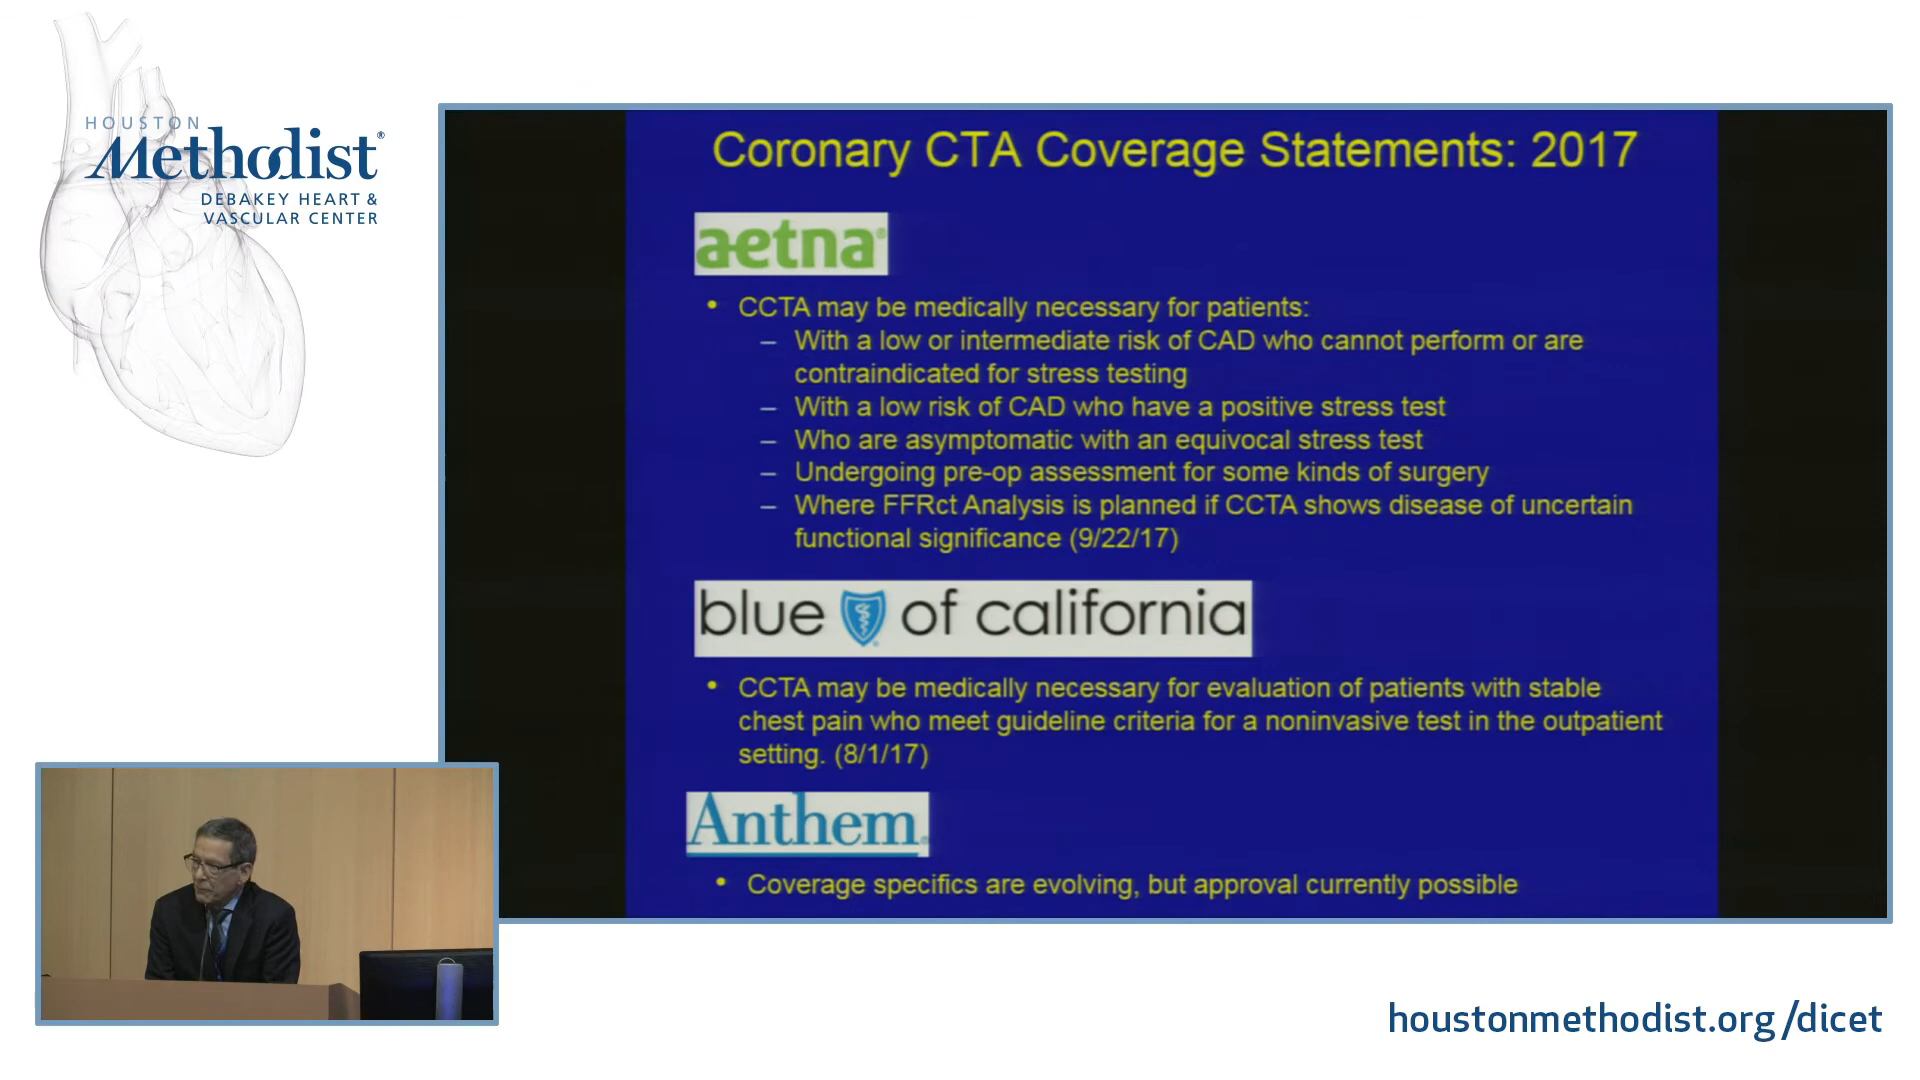 HOUSTON
Methodist®
DEBAKEY HEART &
VASCULAR CENTER
Coronary CTA Coverage Statements: 2017
aetna®
• CCTA may be medically necessary for patients:
– With a low or intermediate risk of CAD who cannot perform or are
contraindicated for stress testing
– With a low risk of CAD who have a positive stress test
– Who are asymptomatic with an equivocal stress test
– Undergoing pre-op assessment for some kinds of surgery
– Where FFRct Analysis is planned if CCTA shows disease of uncertain
functional significance (9/22/17)
blue of california
• CCTA may be medically necessary for evaluation of patients with stable
chest pain who meet guideline criteria for a noninvasive test in the outpatient
setting. (8/1/17)
Anthem
• Coverage specifics are evolving, but approval currently possible
houstonmethodist.org/dicet